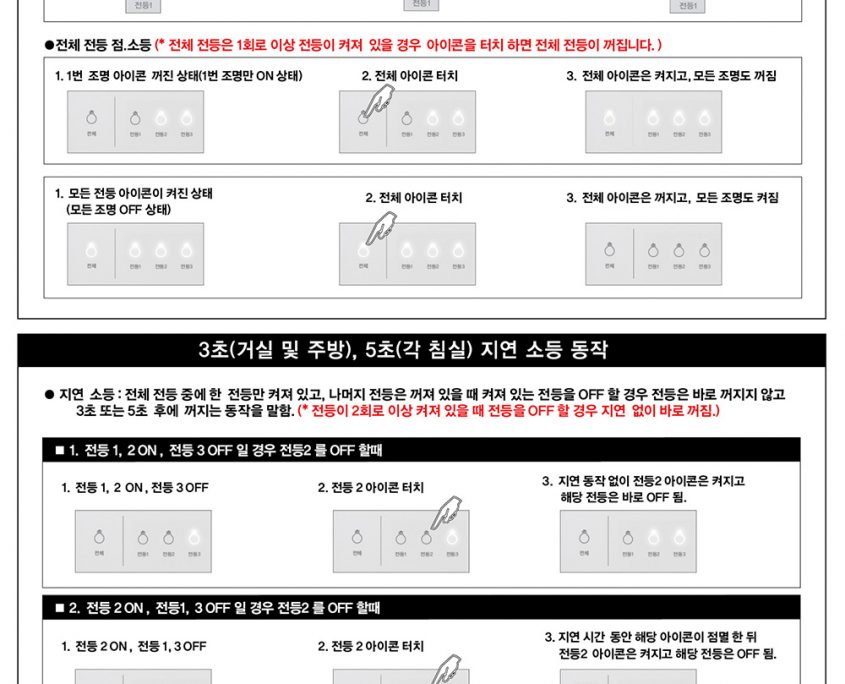 전등1 전등1 전등1
●전체 전등 점.소등 (* 전체 전등은 1회로 이상 전등이 켜져 있을 경우 아이콘을 터치 하면 전체 전등이 꺼집니다. )
1. 1번 조명 아이콘 꺼진 상태(1번 조명만 ON 상태)
2. 전체 아이콘 터치
3. 전체 아이콘은 켜지고, 모든 조명도 꺼짐
전체 전등1 전등2 전등3
전체 전등1 전등2 전등3
전체 전등1 전등2 전등3
1. 모든 전등 아이콘이 켜진 상태
(모든 조명 OFF 상태)
2. 전체 아이콘 터치
3. 전체 아이콘은 꺼지고, 모든 조명도 켜짐
전체 전등1 전등2 전등3
전체 전등1 전등2 전등3
전체 전등1 전등2 전등3
3초(거실 및 주방), 5초(각 침실) 지연 소등 동작
● 지연 소등 : 전체 전등 중에 한 전등만 켜져 있고, 나머지 전등은 꺼져 있을 때 켜져 있는 전등을 OFF 할 경우 전등은 바로 꺼지지 않고
3초 또는 5초 후에 꺼지는 동작을 말함. (* 전등이 2회로 이상 켜져 있을 때 전등을 OFF 할 경우 지연 없이 바로 꺼짐.)
■ 1. 전등 1, 2 ON , 전등 3 OFF 일 경우 전등2 를 OFF 할때
1. 전등 1, 2 ON , 전등 3 OFF
2. 전등 2 아이콘 터치
3. 지연 동작 없이 전등2 아이콘은 켜지고
해당 전등은 바로 OFF 됨.
전체 전등1 전등2 전등3
전체 전등1 전등2 전등3
전체 전등1 전등2 전등3
■ 2. 전등 2 ON , 전등1, 3 OFF 일 경우 전등2 를 OFF 할때
1. 전등 2 ON , 전등 1, 3 OFF
2. 전등 2 아이콘 터치
3. 지연 시간 동안 해당 아이콘이 점멸 한 뒤
전등2 아이콘은 켜지고 해당 전등은 OFF 됨.